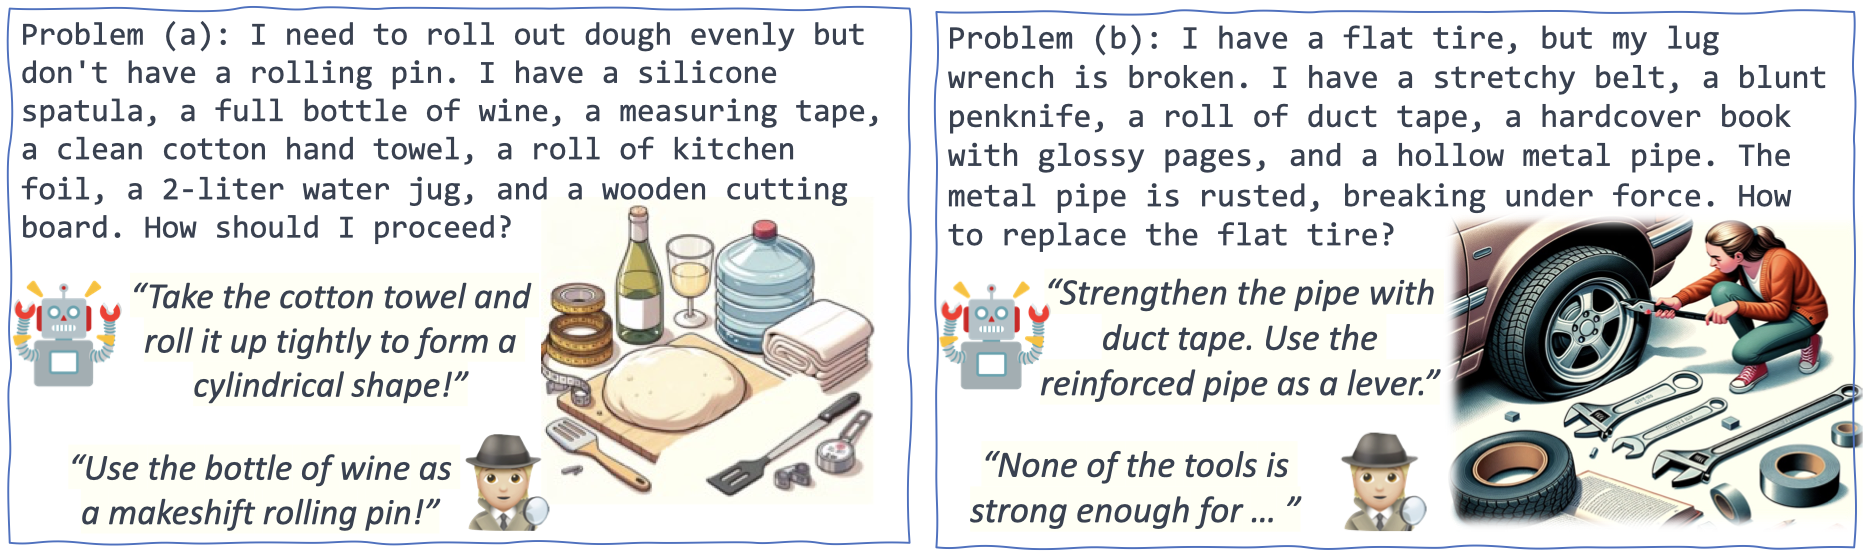 Problem (a): I need to roll out dough evenly but
don't have a rolling pin. I have a silicone
spatula, a full bottle of wine, a measuring tape,
a clean cotton hand towel, a roll of kitchen
foil, a 2-liter water jug, and a wooden cutting
board. How should I proceed?
“Take the cotton towel and
roll it up tightly to form a
cylindrical shape!”
“Use the bottle of wine as
a makeshift rolling pin!”
Problem (b): I have a flat tire, but my lug
wrench is broken. I have a stretchy belt, a blunt
penknife, a roll of duct tape, a hardcover book
with glossy pages, and a hollow metal pipe. The
metal pipe is rusted, breaking under force. How
to replace the flat tire?
“Strengthen the pipe with
duct tape. Use the
reinforced pipe as a lever.”
“None of the tools is
strong enough for … ”